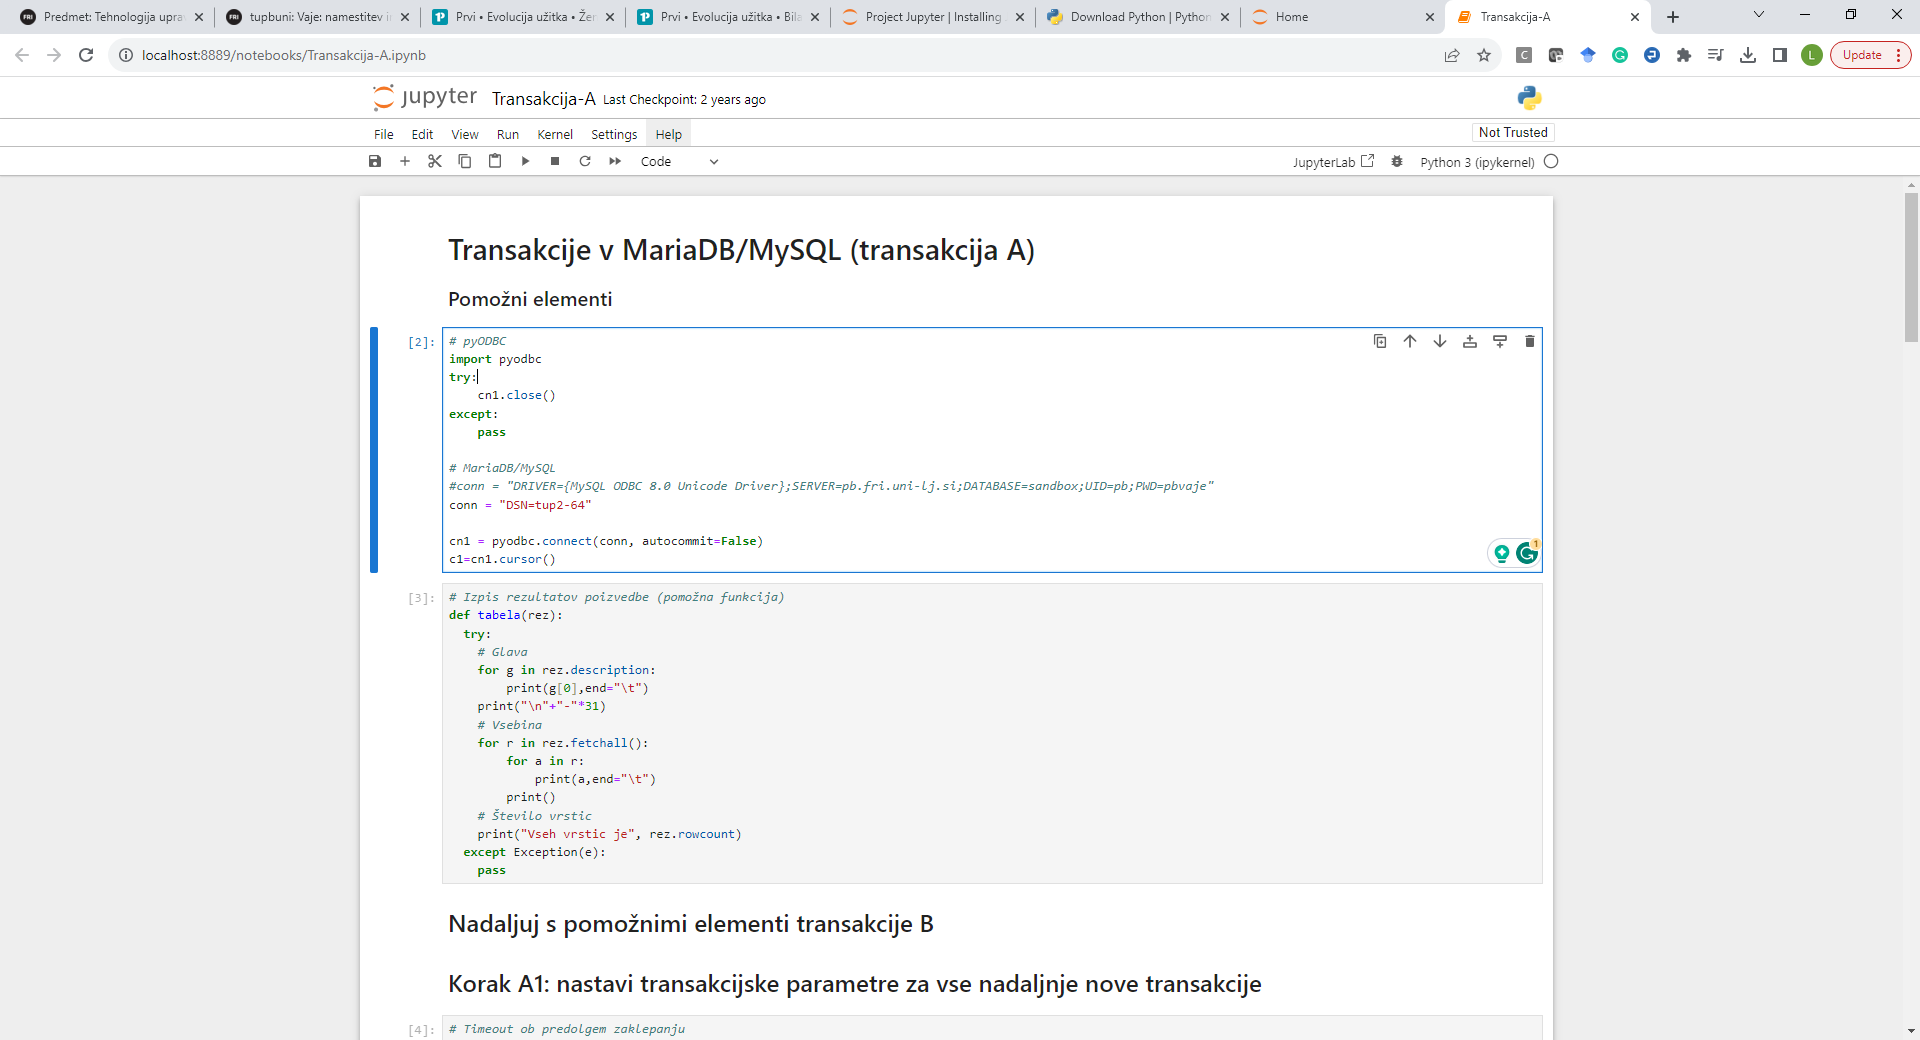 Predmet: Tehnologija upra
tupbuni: Vaje: namestitev i
Prvi • Evolucija užitka • Žer
Prvi • Evolucija užitka • Bila
Project Jupyter | Installing
Download Python | Python
Home
Transakcija-A
localhost:8889/notebooks/Transakcija-A.ipynb
L
Update
jupyter Transakcija-A Last Checkpoint: 2 years ago
File Edit View Run Kernel Settings Help
Not Trusted
Code
JupyterLab
Python 3 (ipykernel)
Transakcije v MariaDB/MySQL (transakcija A)
Pomožni elementi
[2]:
# pyODBC
import pyodbc
try:
    cn1.close()
except:
    pass
# MariaDB/MySQL
#conn = "DRIVER={MySQL ODBC 8.0 Unicode Driver};SERVER=pb.fri.uni-lj.si;DATABASE=sandbox;UID=pb;PWD=pbvaje"
conn = "DSN=tup2-64"
cn1 = pyodbc.connect(conn, autocommit=False)
c1=cn1.cursor()
1
[3]:
# Izpis rezultatov poizvedbe (pomožna funkcija)
def tabela(rez):
  try:
    # Glava
    for g in rez.description:
        print(g[0],end="\t")
    print("\n"+"-"*31)
    # Vsebina
    for r in rez.fetchall():
        for a in r:
            print(a,end="\t")
        print()
    # Število vrstic
    print("Vseh vrstic je", rez.rowcount)
  except Exception(e):
    pass
Nadaljuj s pomožnimi elementi transakcije B
Korak A1: nastavi transakcijske parametre za vse nadaljnje nove transakcije
[4]:
# Timeout ob predolgem zaklepanju